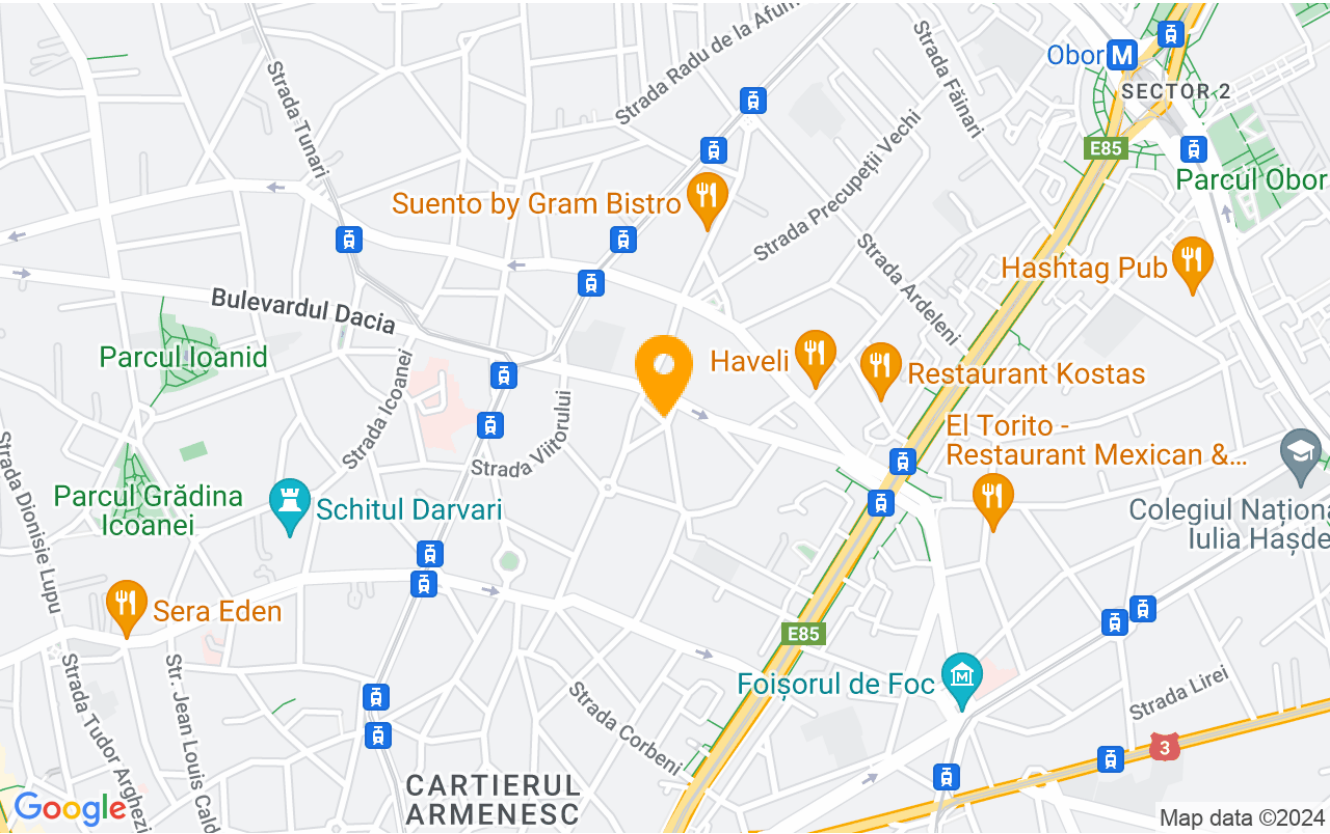 Strada Radu de la Afum
Strada Făinari
Obor
M
SECTOR 2
Strada Tunari
E85
Strada Precupeții Vechi
Parcul Obor
Suento by Gram Bistro
Strada Ardeleni
Hashtag Pub
Bulevardul Dacia
Parcul Ioanid
Haveli
Restaurant Kostas
Strada Icoanei
Strada Viitorului
El Torito -
Restaurant Mexican &...
Strada Dionisie Lupu
Parcul Grădina
Icoanei
Schitul Darvari
Colegiul Naționa
Iulia Hașde
Sera Eden
E85
Foișorul de Foc
M
Strada Tudor Arghezi
Str. Jean Louis Cald
Strada Corbeni
Strada Lirei
3
CARTIERUL
ARMENESC
Google
Map data ©2024